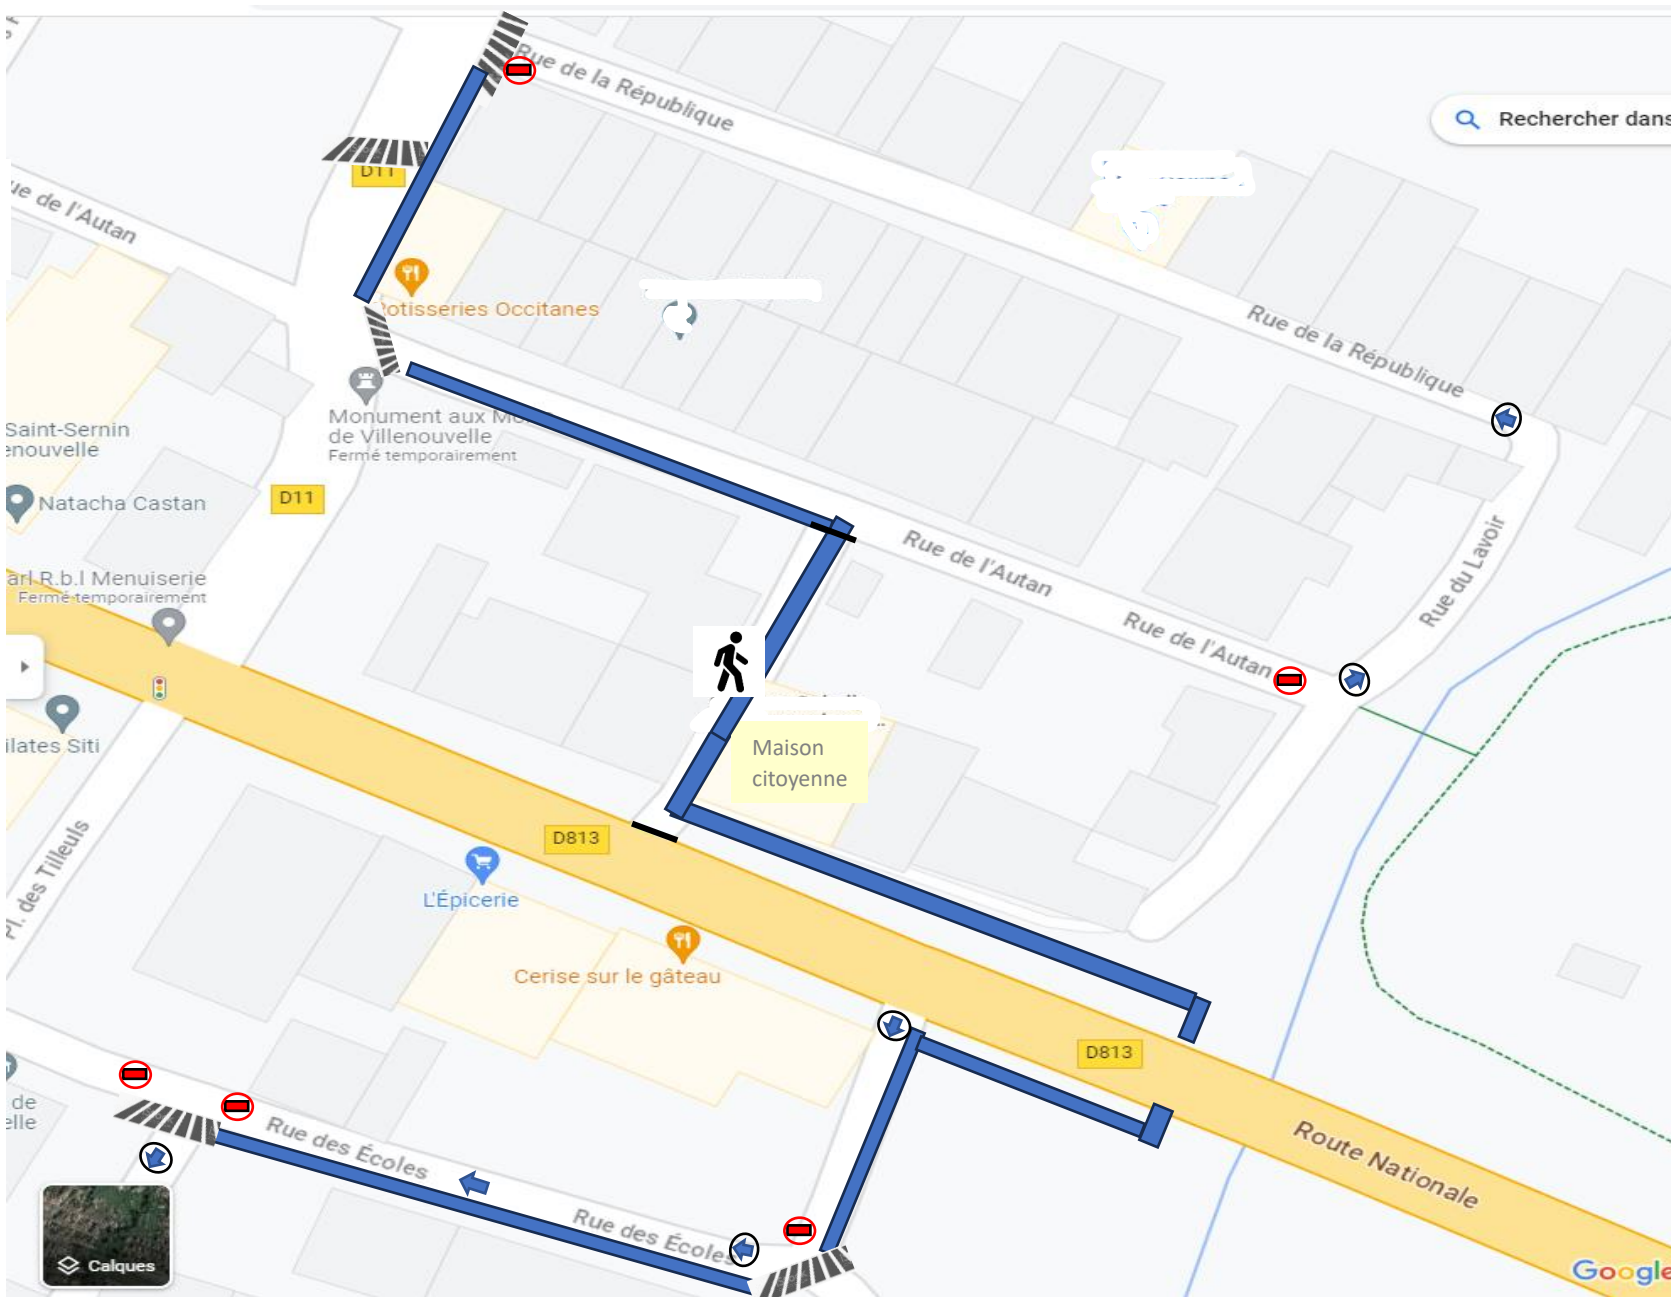 Rue de la République
Rechercher dans
D11
ue de l'Autan
otisseries Occitanes
Rue de la République
Monument aux Mo
de Villenouvelle
Fermé temporairement
Saint-Sernin
enouvelle
D11
Natacha Castan
Rue de l'Autan
Rue du Lavoir
arl R.b.l Menuiserie
Fermé temporairement
Rue de l'Autan
ilates Siti
Maison
citoyenne
D813
Pl. des Tilleuls
L'Épicerie
Cerise sur le gâteau
D813
de
elle
Rue des Écoles
Route Nationale
Rue des Écoles
Calques
Google